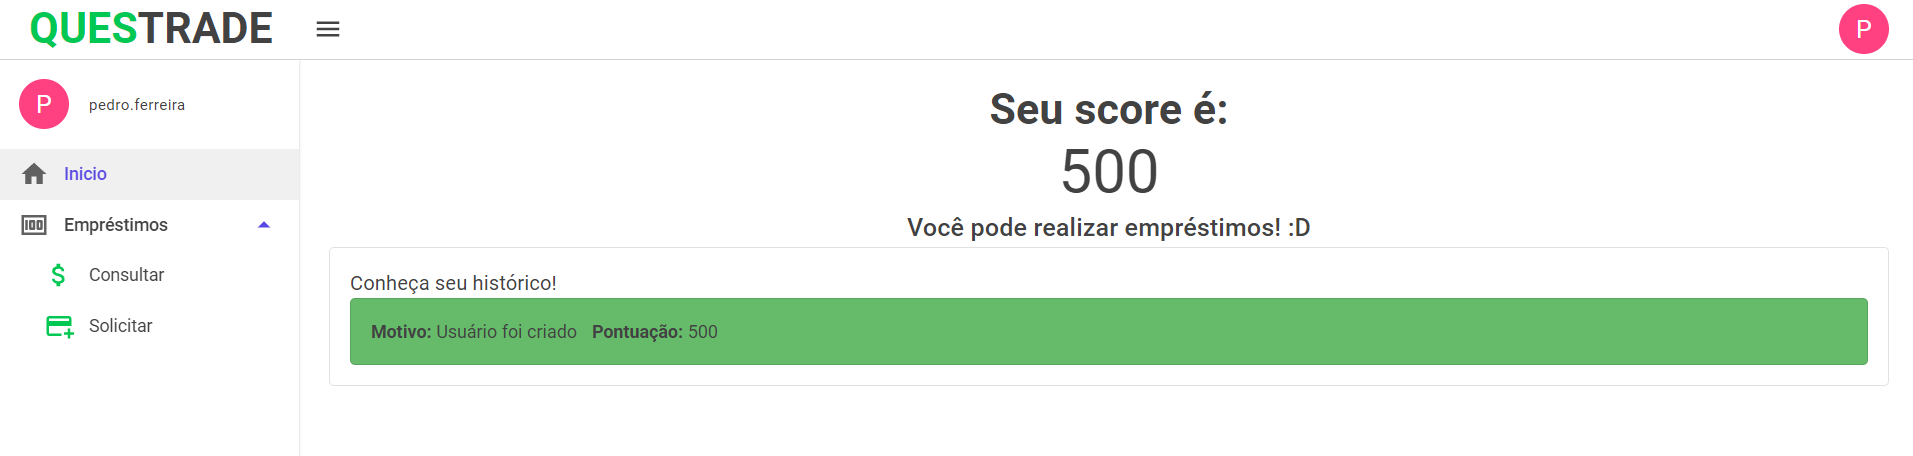 QUESTRADE
P
P
pedro.ferreira
Inicio
Empréstimos
Consultar
Solicitar
Seu score é:
500
Você pode realizar empréstimos! :D
Conheça seu histórico!
Motivo: Usuário foi criado Pontuação: 500